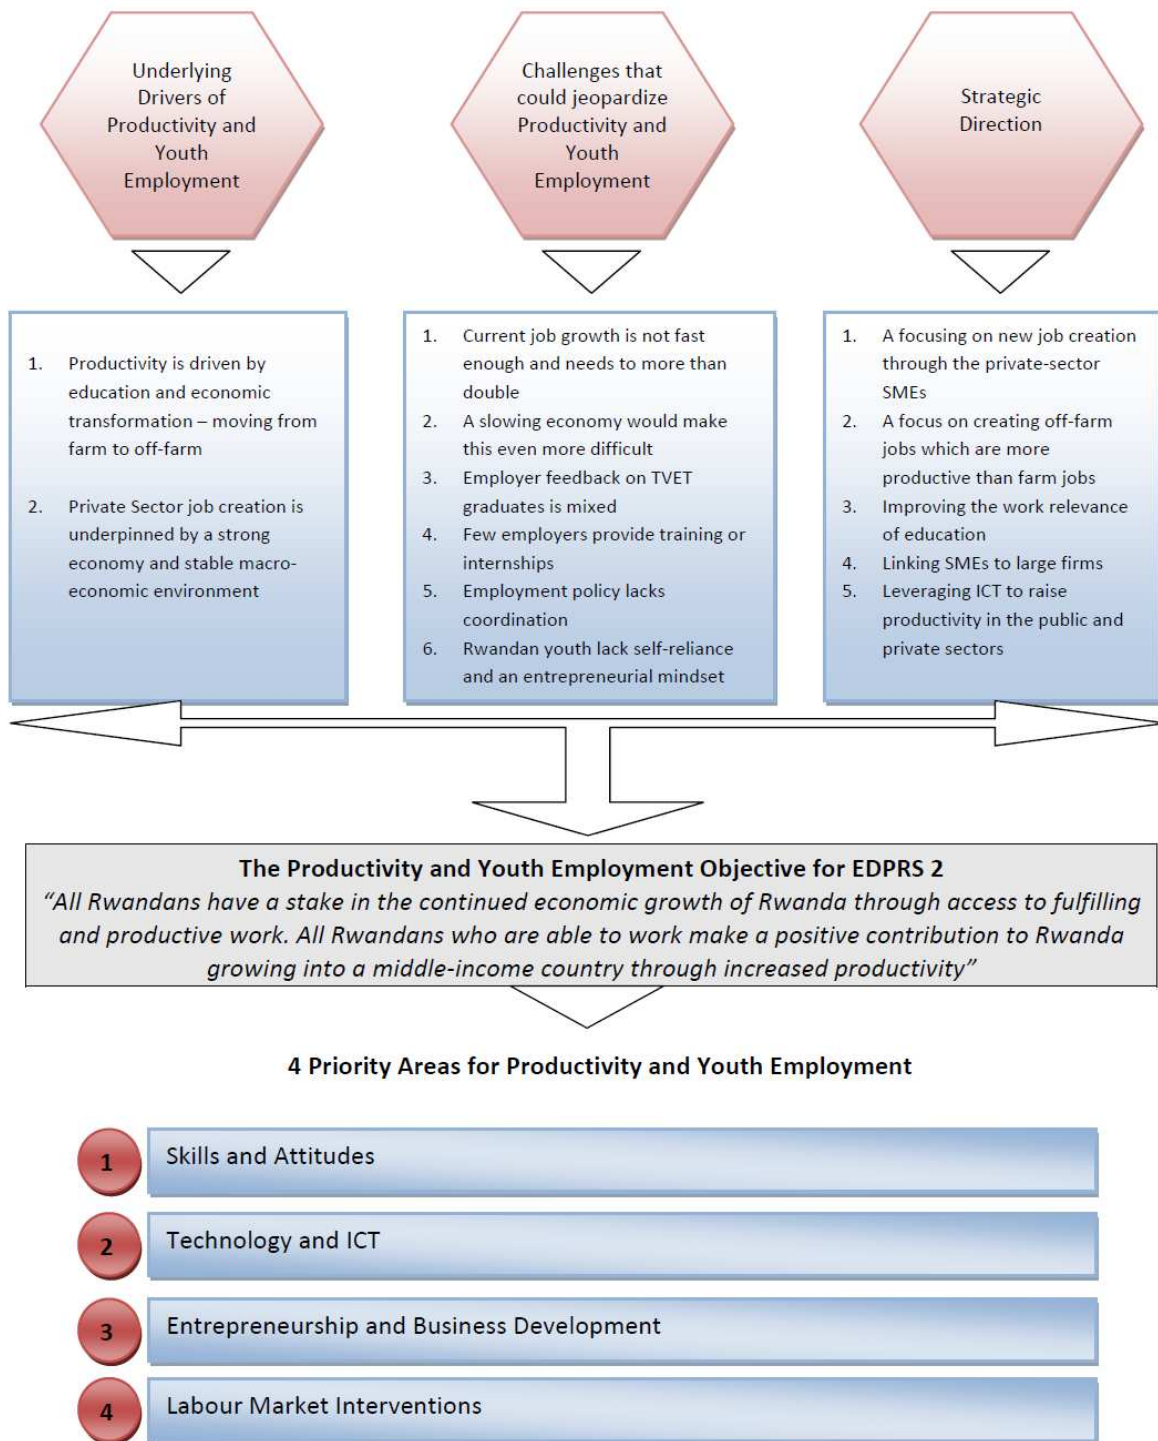 Underlying
Drivers of
Productivity and
Youth
Employment
Challenges that
could jeopardize
Productivity and
Youth
Employment
Strategic
Direction
1. Productivity is driven by
education and economic
transformation – moving from
farm to off-farm
2. Private Sector job creation is
underpinned by a strong
economy and stable macro-
economic environment
1. Current job growth is not fast
enough and needs to more than
double
2. A slowing economy would make
this even more difficult
3. Employer feedback on TVET
graduates is mixed
4. Few employers provide training or
internships
5. Employment policy lacks
coordination
6. Rwandan youth lack self-reliance
and an entrepreneurial mindset
1. A focusing on new job creation
through the private-sector
SMEs
2. A focus on creating off-farm
jobs which are more
productive than farm jobs
3. Improving the work relevance
of education
4. Linking SMEs to large firms
5. Leveraging ICT to raise
productivity in the public and
private sectors
The Productivity and Youth Employment Objective for EDPRS 2
“All Rwandans have a stake in the continued economic growth of Rwanda through access to fulfilling
and productive work. All Rwandans who are able to work make a positive contribution to Rwanda
growing into a middle-income country through increased productivity”
4 Priority Areas for Productivity and Youth Employment
1 Skills and Attitudes
2 Technology and ICT
3 Entrepreneurship and Business Development
4 Labour Market Interventions